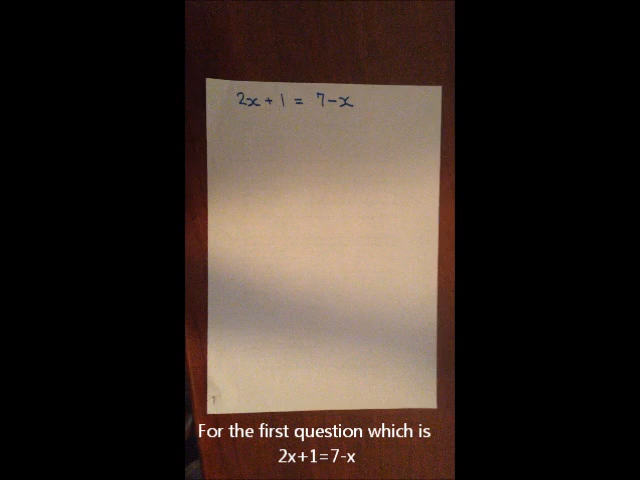 2x + 1 = 7 - x
For the first question which is
2x+1=7-x